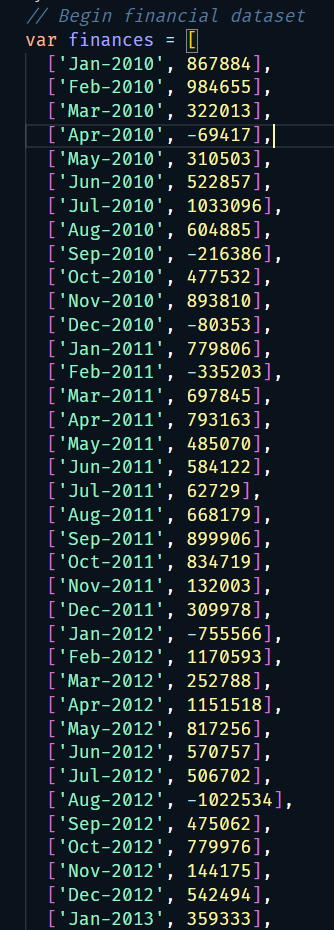 // Begin financial dataset
var finances = [
['Jan-2010', 867884],
['Feb-2010', 984655],
['Mar-2010', 322013],
['Apr-2010', -69417],
['May-2010', 310503],
['Jun-2010', 522857],
['Jul-2010', 1033096],
['Aug-2010', 604885],
['Sep-2010', -216386],
['Oct-2010', 477532],
['Nov-2010', 893810],
['Dec-2010', -80353],
['Jan-2011', 779806],
['Feb-2011', -335203],
['Mar-2011', 697845],
['Apr-2011', 793163],
['May-2011', 485070],
['Jun-2011', 584122],
['Jul-2011', 62729],
['Aug-2011', 668179],
['Sep-2011', 899906],
['Oct-2011', 834719],
['Nov-2011', 132003],
['Dec-2011', 309978],
['Jan-2012', -755566],
['Feb-2012', 1170593],
['Mar-2012', 252788],
['Apr-2012', 1151518],
['May-2012', 817256],
['Jun-2012', 570757],
['Jul-2012', 506702],
['Aug-2012', -1022534],
['Sep-2012', 475062],
['Oct-2012', 779976],
['Nov-2012', 144175],
['Dec-2012', 542494],
['Jan-2013', 359333],